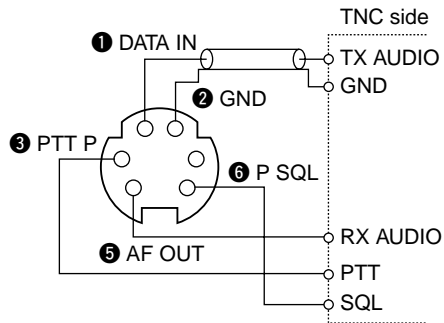 TNC side
❶ DATA IN
TX AUDIO
❷ GND
GND
❸ PTT P
❻ P SQL
❺ AF OUT
RX AUDIO
PTT
SQL